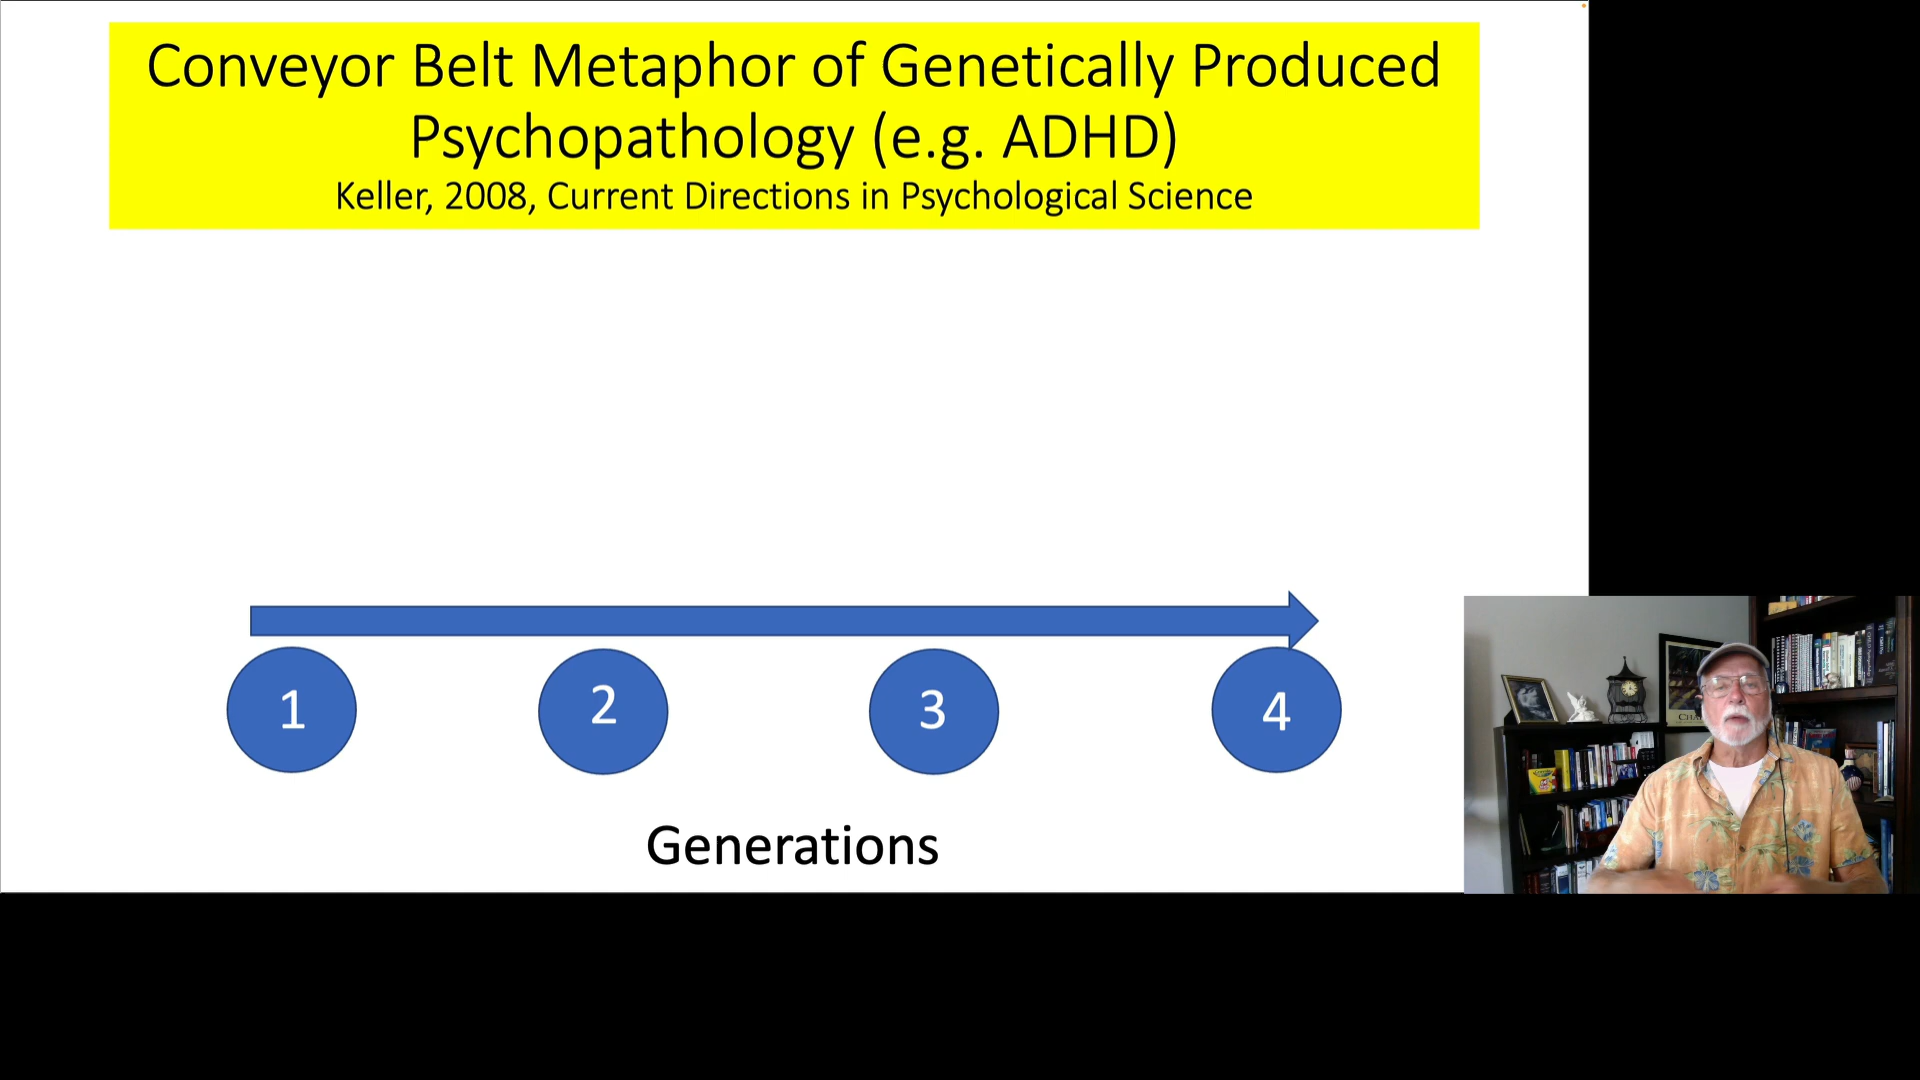 Conveyor Belt Metaphor of Genetically Produced
Psychopathology (e.g. ADHD)
Keller, 2008, Current Directions in Psychological Science
1
2
3
4
Generations